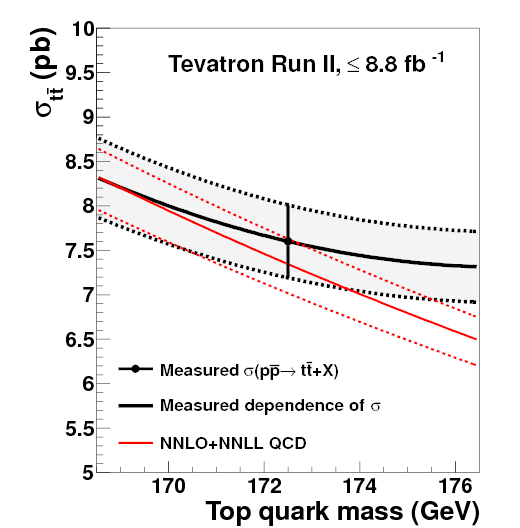 10
9.5
9
8.5
8
7.5
7
6.5
6
5.5
5
σtt̄ (pb)
Tevatron Run II, ≤ 8.8 fb -1
Measured σ(pp̄→ tt̄+X)
Measured dependence of σ
NNLO+NNLL QCD
170 172 174 176
Top quark mass (GeV)